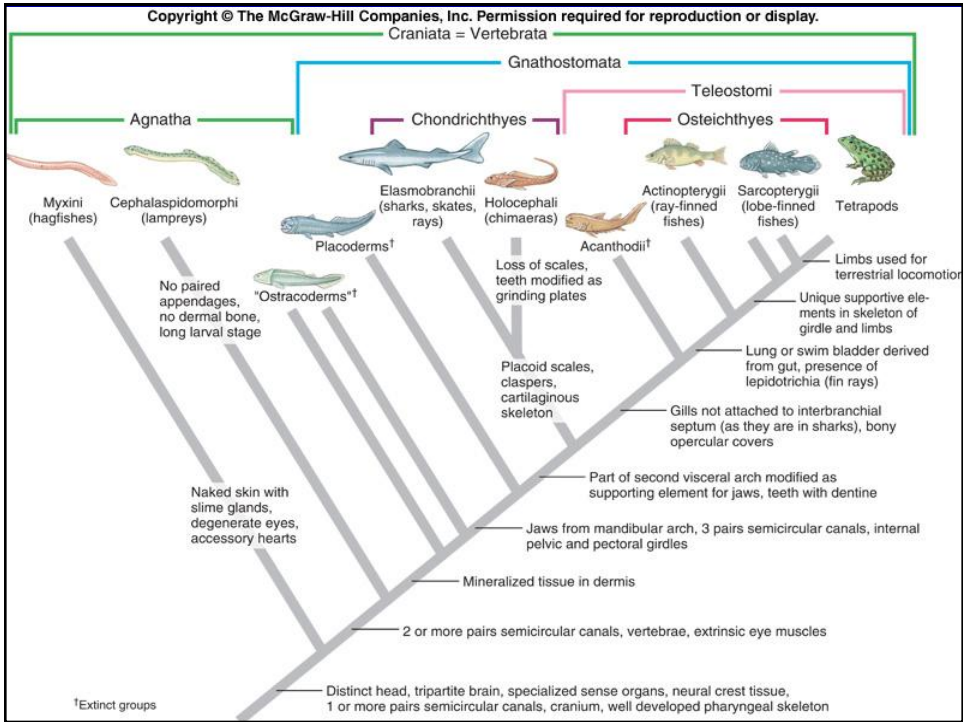 Copyright © The McGraw-Hill Companies, Inc. Permission required for reproduction or display.
Craniata = Vertebrata
Gnathostomata
Teleostomi
Agnatha
Chondrichthyes
Osteichthyes
Myxini
(hagfishes)
Cephalaspidomorphi
(lampreys)
Elasmobranchii
(sharks, skates,
rays)
Holocephali
(chimaeras)
Actinopterygii
(ray-finned
fishes)
Sarcopterygii
(lobe-finned
fishes)
Tetrapods
Placoderms†
Acanthodii†
"Ostracoderms"†
No paired
appendages,
no dermal bone,
long larval stage
Loss of scales,
teeth modified as
grinding plates
Limbs used for
terrestrial locomotion
Unique supportive ele-
ments in skeleton of
girdle and limbs
Lung or swim bladder derived
from gut, presence of
lepidotrichia (fin rays)
Placoid scales,
claspers,
cartilaginous
skeleton
Gills not attached to interbranchial
septum (as they are in sharks), bony
opercular covers
Part of second visceral arch modified as
supporting element for jaws, teeth with dentine
Naked skin with
slime glands,
degenerate eyes,
accessory hearts
Jaws from mandibular arch, 3 pairs semicircular canals, internal
pelvic and pectoral girdles
Mineralized tissue in dermis
2 or more pairs semicircular canals, vertebrae, extrinsic eye muscles
Distinct head, tripartite brain, specialized sense organs, neural crest tissue,
1 or more pairs semicircular canals, cranium, well developed pharyngeal skeleton
†Extinct groups